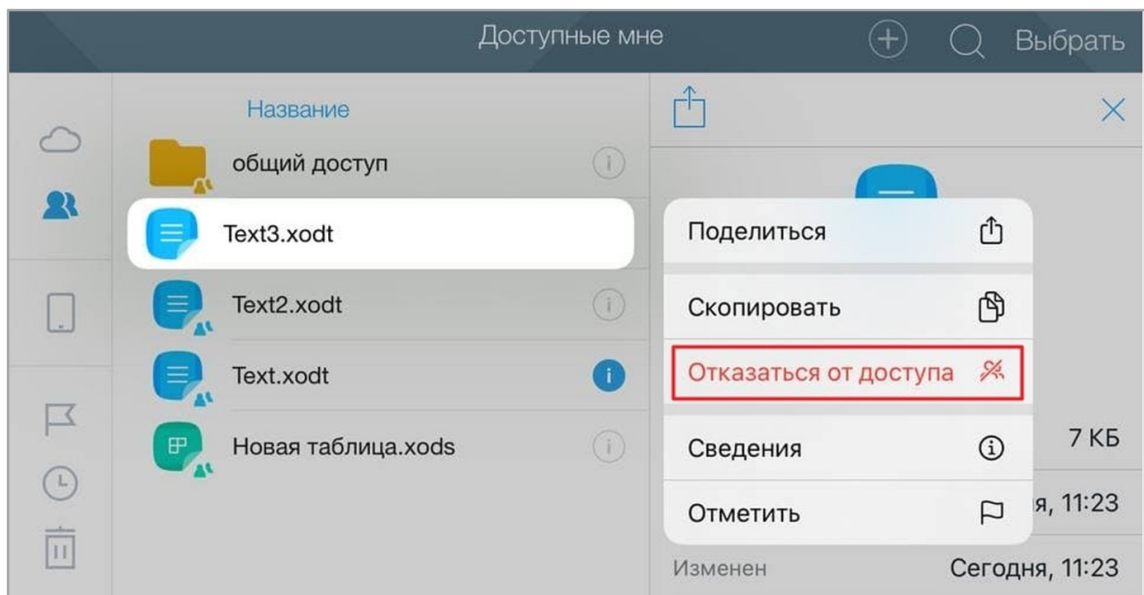 Доступные мне
Выбрать
Название
общий доступ
Text3.xodt
Text2.xodt
Text.xodt
Новая таблица.xods
Поделиться
Скопировать
Отказаться от доступа
Сведения
Отметить
7 КБ
я, 11:23
Изменен Сегодня, 11:23